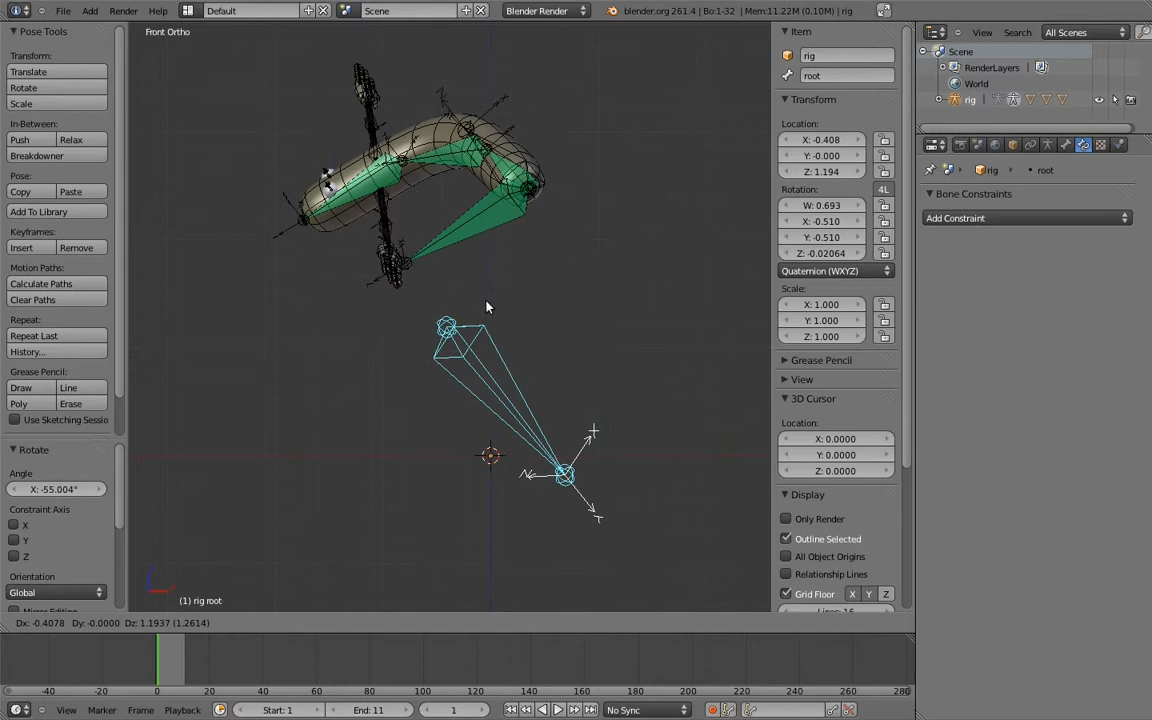 File Add Render Help Default Scene Blender Render blender.org 261.4 | Bo:1-32 | Mem:11.22M (0.10M) | rig
Pose Tools
Transform:
Translate
Rotate
Scale
In-Between:
Push Relax
Breakdowner
Pose:
Copy Paste
Add To Library
Keyframes:
Insert Remove
Motion Paths:
Calculate Paths
Clear Paths
Repeat:
Repeat Last
History...
Grease Pencil:
Draw Line
Poly Erase
Use Sketching Sessio
Rotate
Angle
X: -55.004°
Constraint Axis
X
Y
Z
Orientation
Global
Front Ortho
(1) rig root
Dx: -0.4078 Dy: -0.0000 Dz: 1.1937 (1.2614)
Item
rig
root
Transform
Location:
X: -0.408
Y: -0.000
Z: 1.194
Rotation:
4L
W: 0.693
X: -0.510
Y: -0.510
Z: -0.02064
Quaternion (WXYZ)
Scale:
X: 1.000
Y: 1.000
Z: 1.000
Grease Pencil
View
3D Cursor
Location:
X: 0.0000
Y: 0.0000
Z: 0.0000
Display
Only Render
Outline Selected
All Object Origins
Relationship Lines
Grid Floor X Y Z
View Search All Scenes
Scene
RenderLayers
World
rig
rig root
Bone Constraints
Add Constraint
-40 -20 0 20 40 60 80 100 120 140 160 180 200 220 240 260 280
View Marker Frame Playback Start: 1 End: 11 1 No Sync